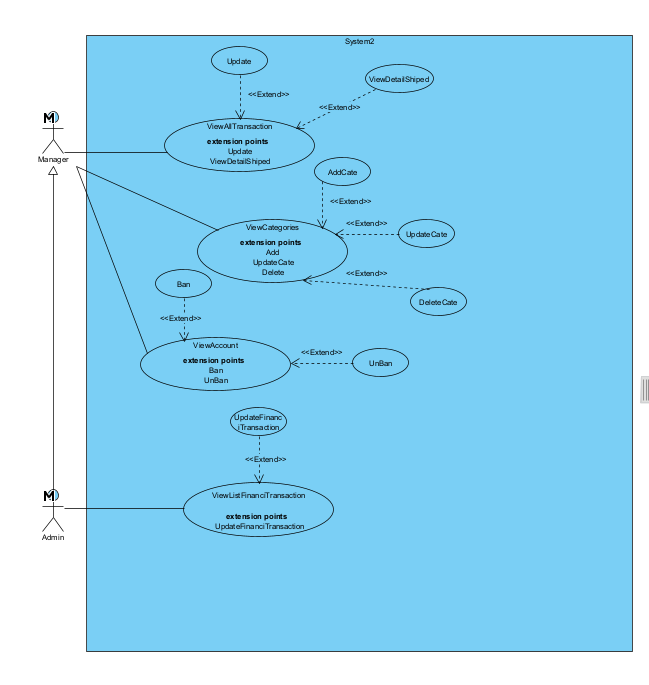 System2
Update
ViewDetailShiped
<<Extend>>
<<Extend>>
M
Manager
ViewAllTransaction
extension points
Update
ViewDetailShiped
AddCate
<<Extend>>
ViewCategories
extension points
Add
UpdateCate
Delete
<<Extend>>
UpdateCate
<<Extend>>
DeleteCate
Ban
<<Extend>>
ViewAccount
extension points
Ban
UnBan
<<Extend>>
UnBan
UpdateFinanc
iTransaction
<<Extend>>
M
Admin
ViewListFinanciTransaction
extension points
UpdateFinanciTransaction